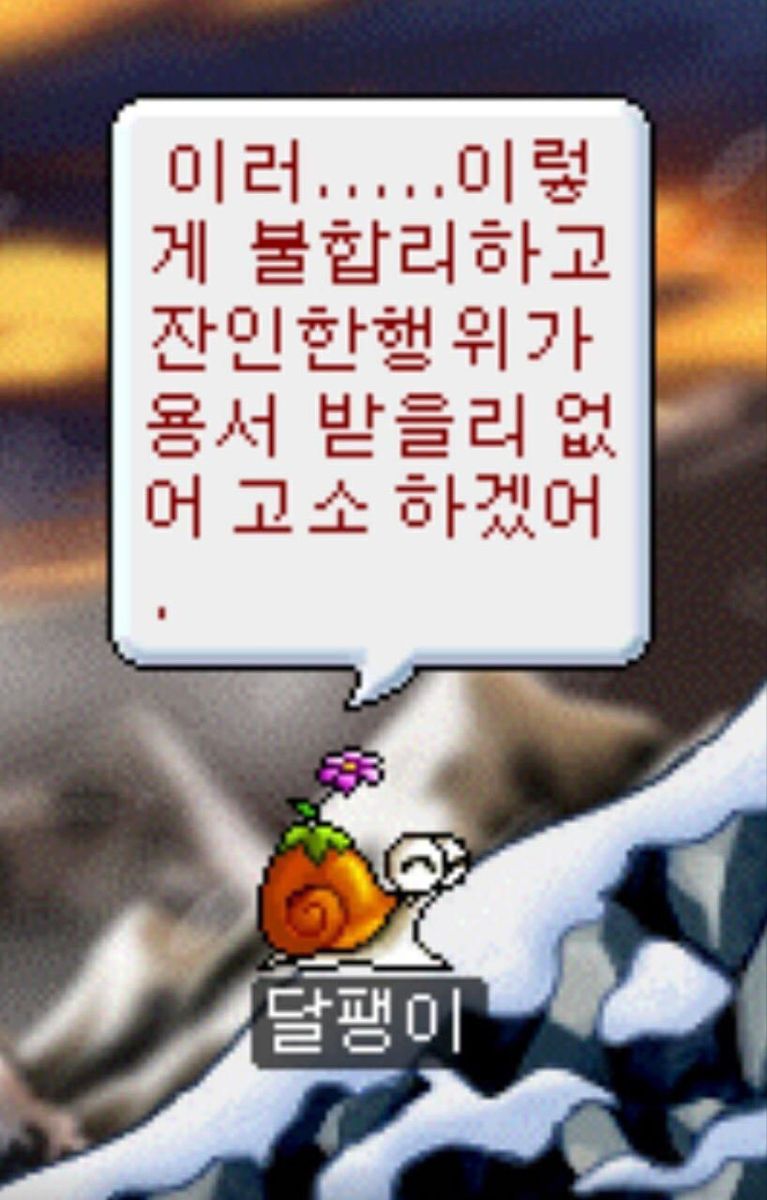 이러.....이렇
게 불합리하고
잔인한행위가
용서 받을리 없
어 고소 하겠어
.
달팽이